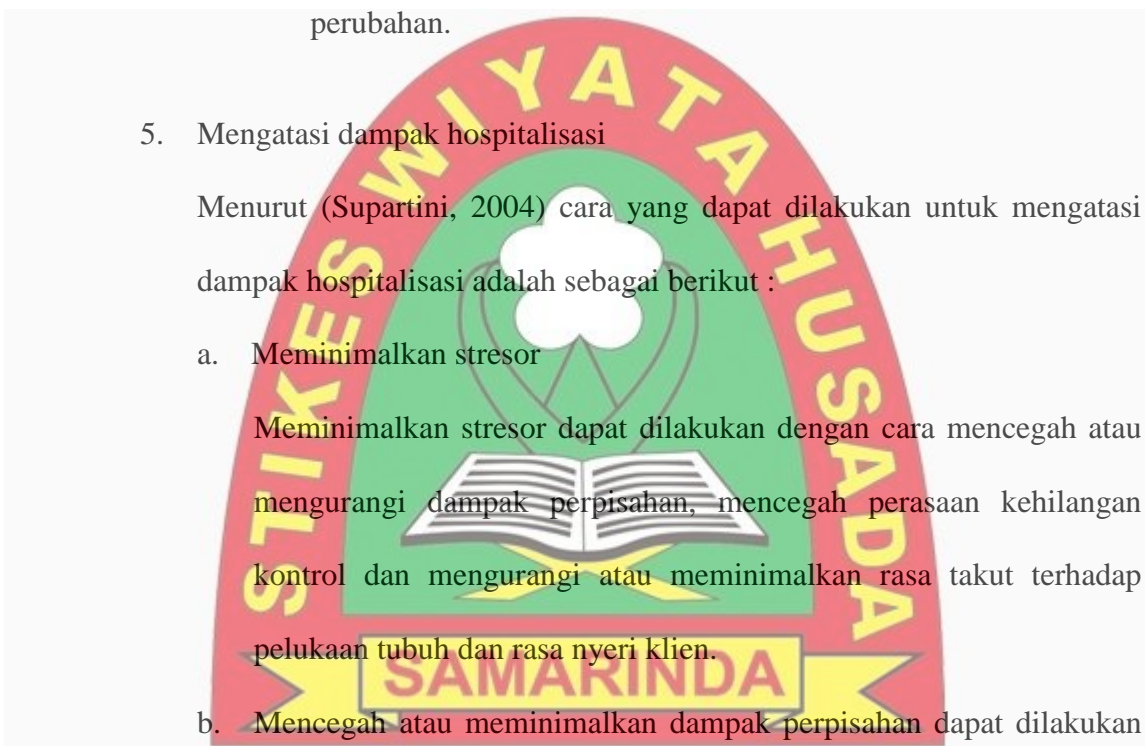 perubahan.
5. Mengatasi dampak hospitalisasi
Menurut (Supartini, 2004) cara yang dapat dilakukan untuk mengatasi
dampak hospitalisasi adalah sebagai berikut :
a. Meminimalkan stresor
Meminimalkan stresor dapat dilakukan dengan cara mencegah atau
mengurangi dampak perpisahan, mencegah perasaan kehilangan
kontrol dan mengurangi atau meminimalkan rasa takut terhadap
pelukaan tubuh dan rasa nyeri klien.
b. Mencegah atau meminimalkan dampak perpisahan dapat dilakukan
STIKES WIYATA HUSADA
SAMARINDA